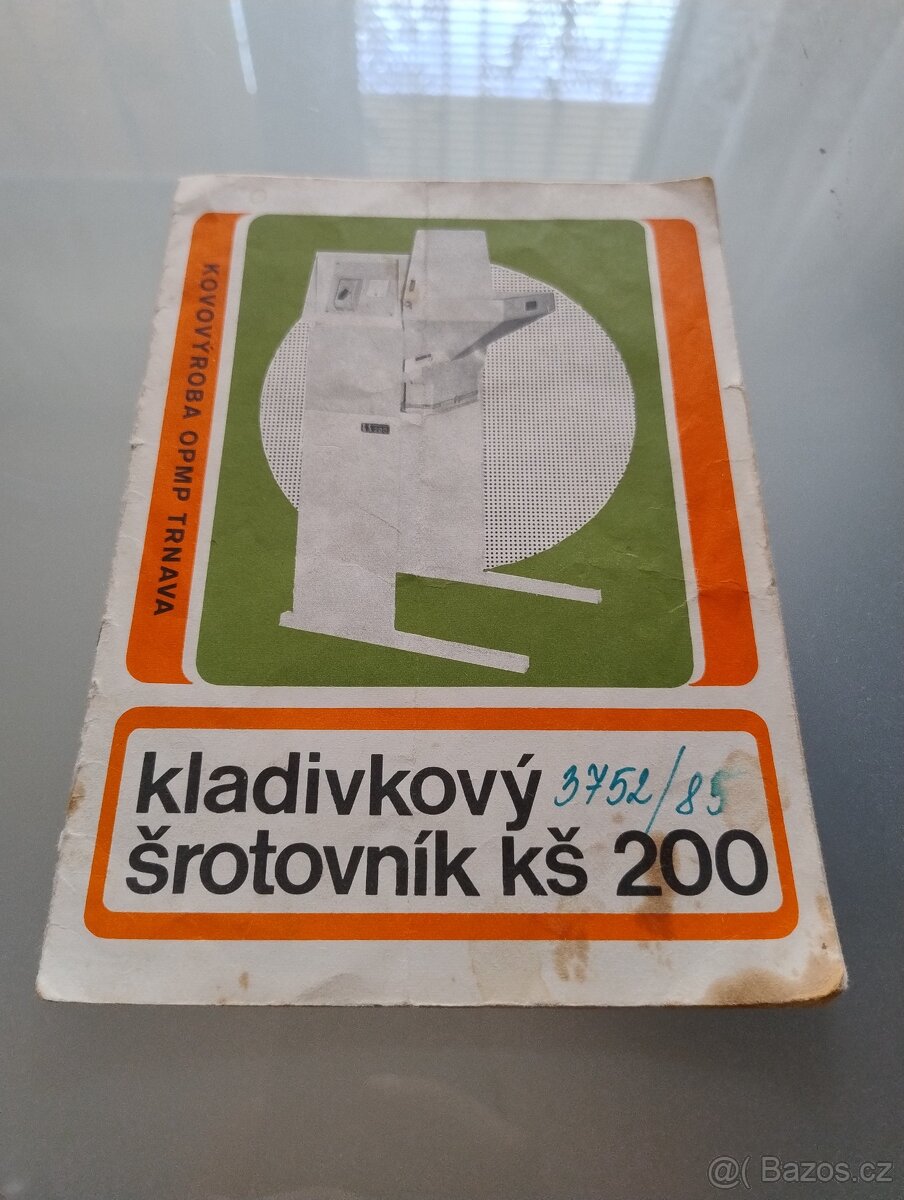 KOVOVÝROBA OPMP TRNAVA
kladivkový 3752/85
šrotovník kš 200
@( Bazos.cz